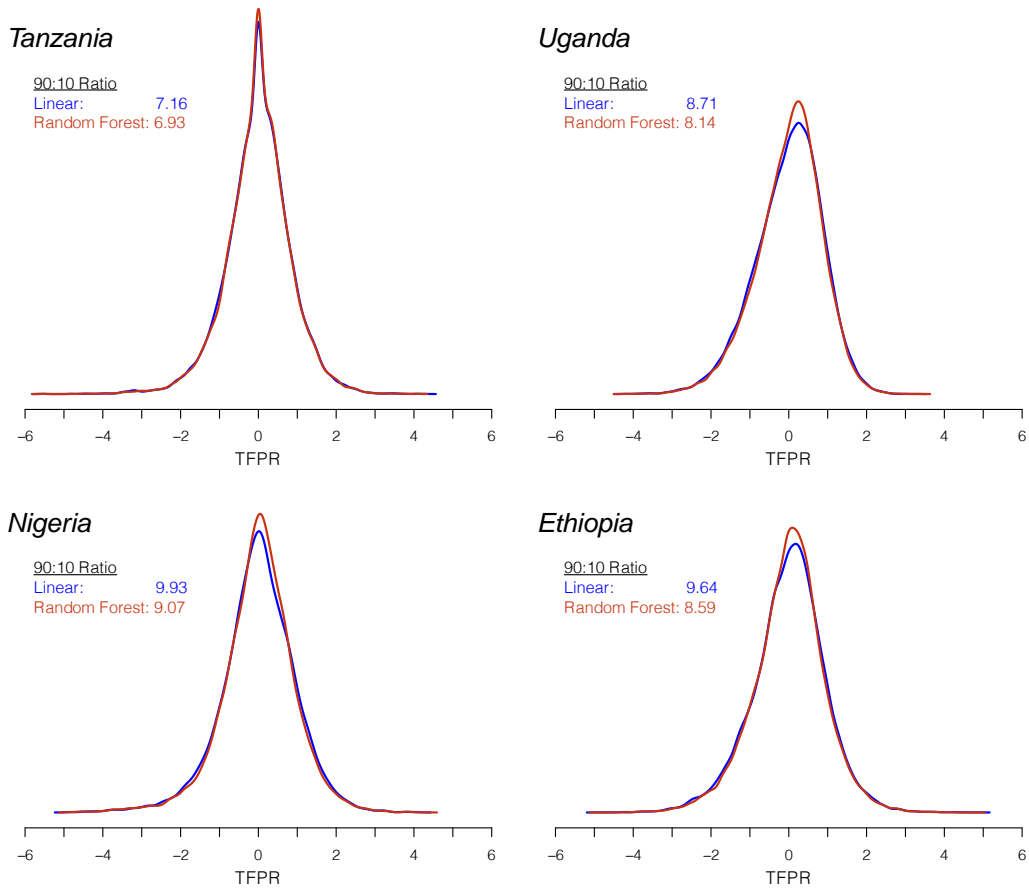 Tanzania
90:10 Ratio
Linear: 7.16
Random Forest: 6.93
−6 −4 −2 0 2 4 6
TFPR
Uganda
90:10 Ratio
Linear: 8.71
Random Forest: 8.14
−6 −4 −2 0 2 4 6
TFPR
Nigeria
90:10 Ratio
Linear: 9.93
Random Forest: 9.07
−6 −4 −2 0 2 4 6
TFPR
Ethiopia
90:10 Ratio
Linear: 9.64
Random Forest: 8.59
−6 −4 −2 0 2 4 6
TFPR